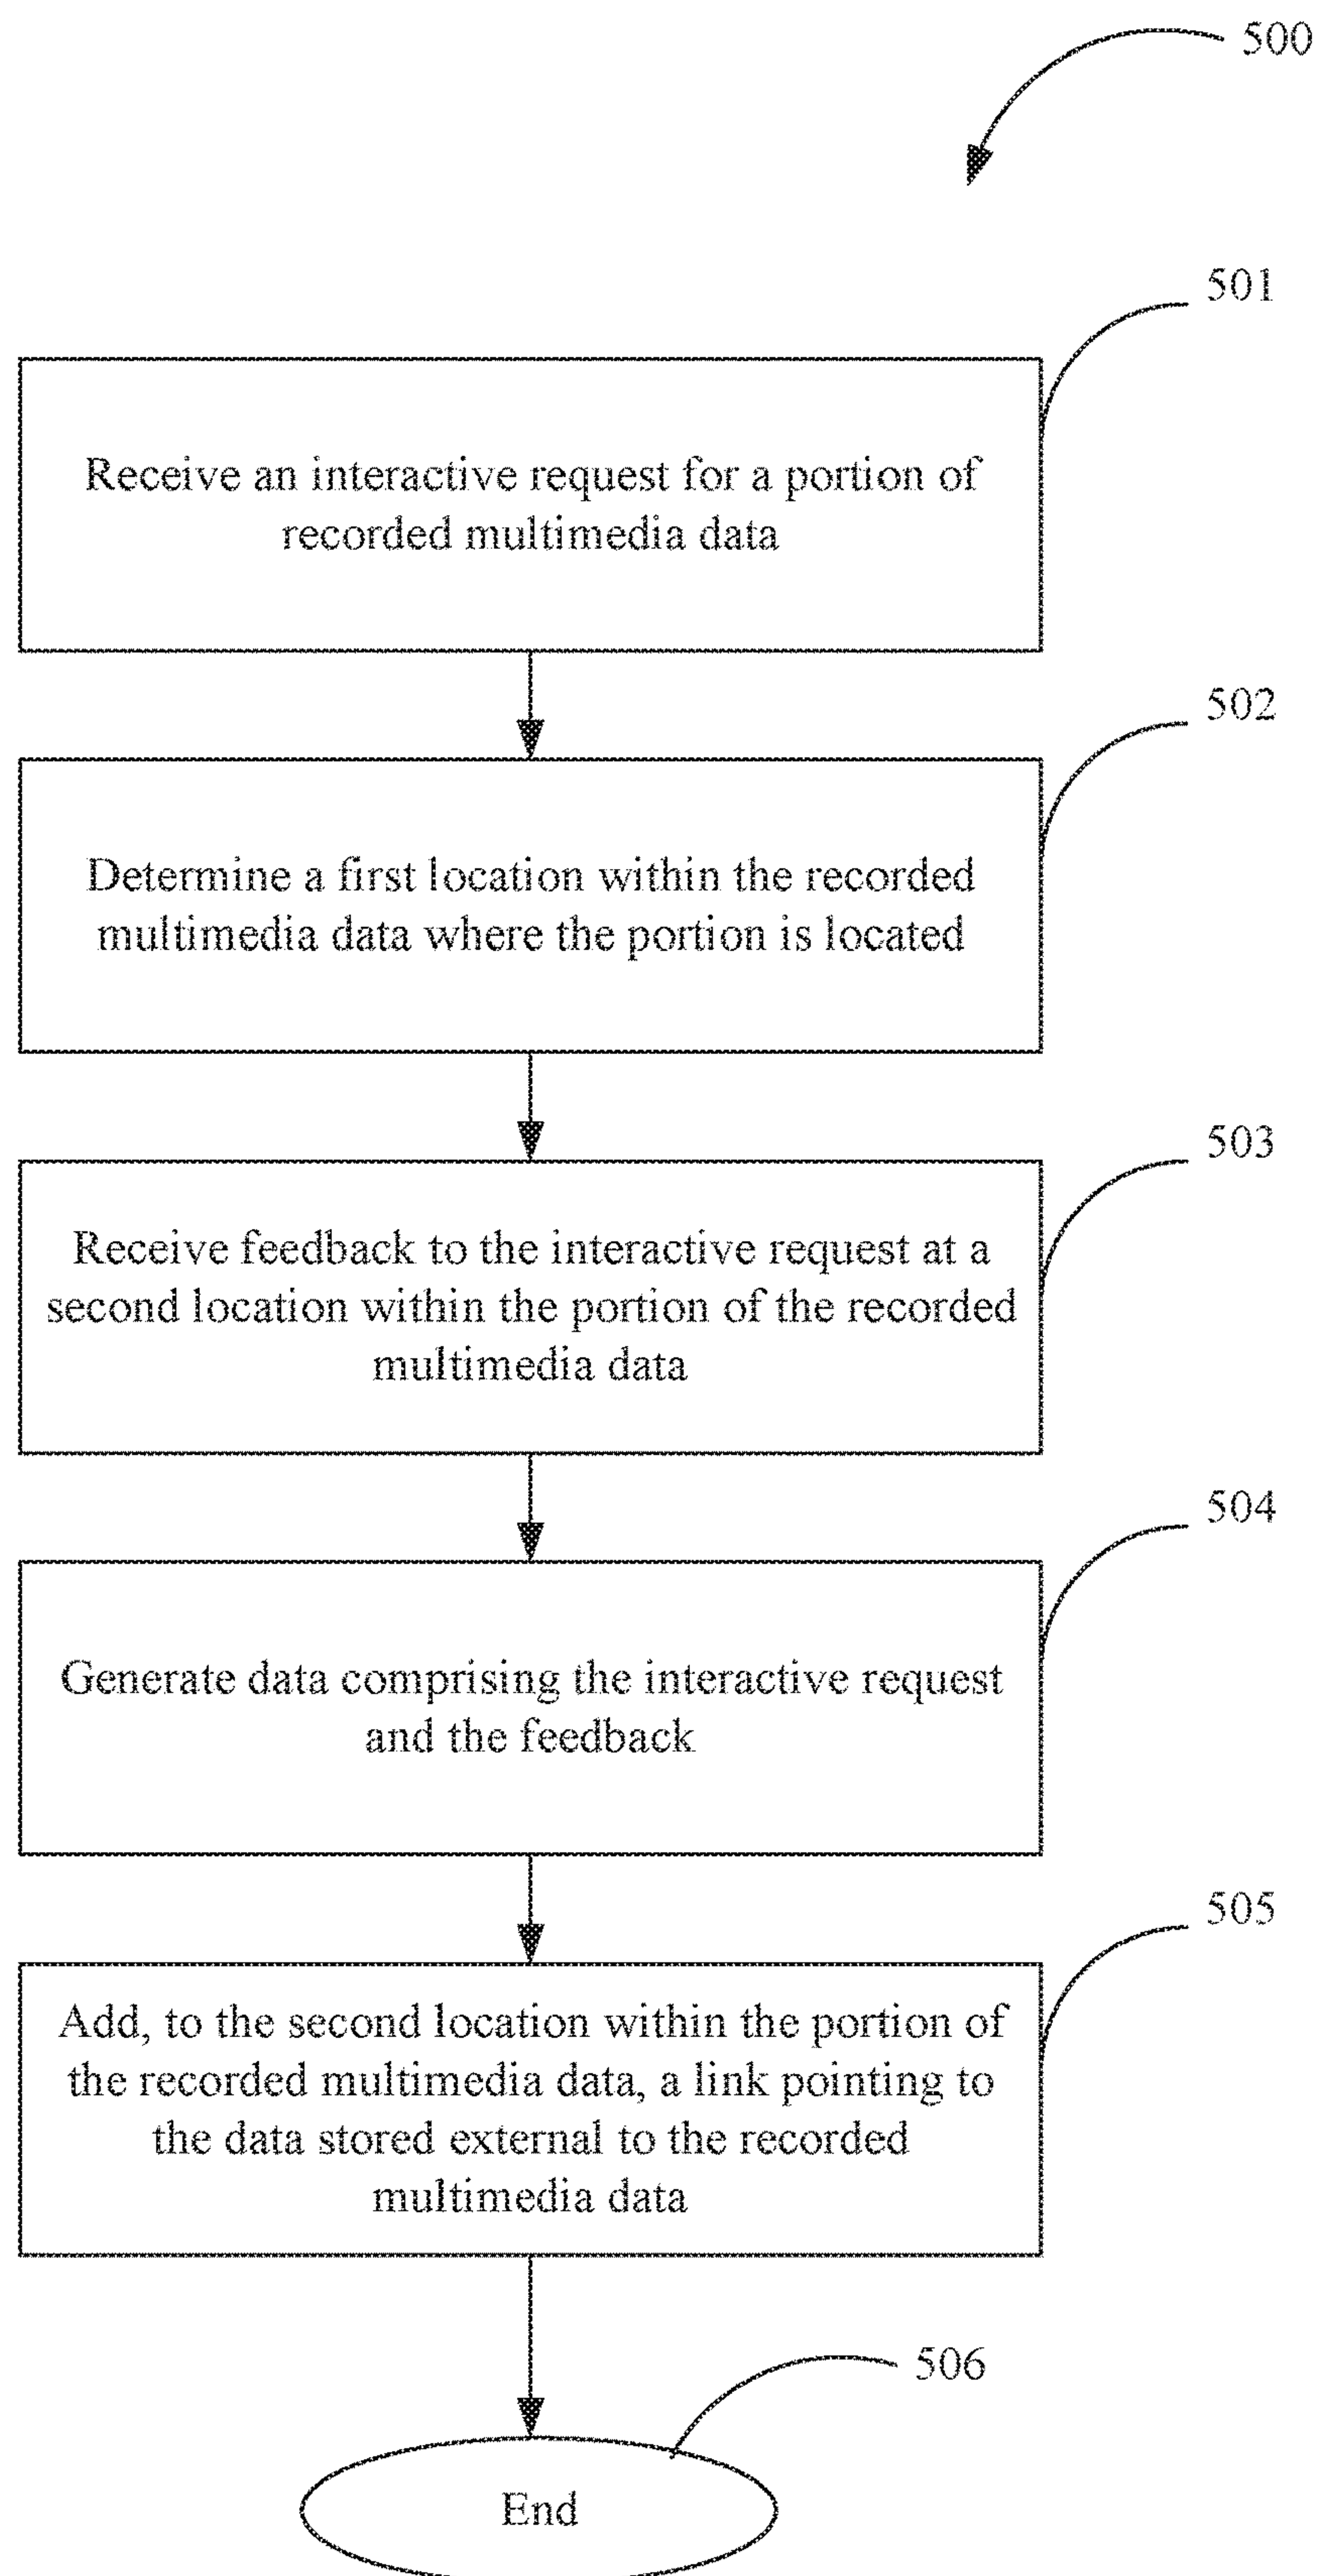 500
501
Receive an interactive request for a portion of
recorded multimedia data
502
Determine a first location within the recorded
multimedia data where the portion is located
503
Receive feedback to the interactive request at a
second location within the portion of the recorded
multimedia data
504
Generate data comprising the interactive request
and the feedback
505
Add, to the second location within the portion of
the recorded multimedia data, a link pointing to
the data stored external to the recorded
multimedia data
506
End